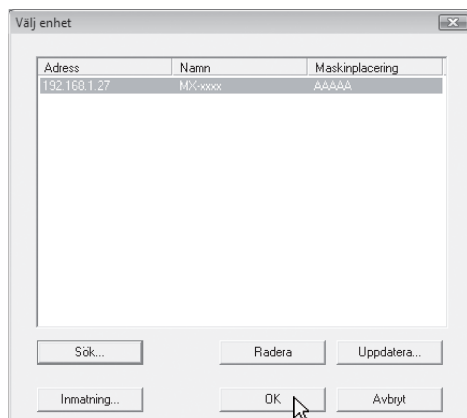 Välj enhet
Adress Namn Maskinplacering
192.168.1.27 MX-xxxx AAAAA
Sök... Radera Uppdatera...
Inmatning... OK Avbryt